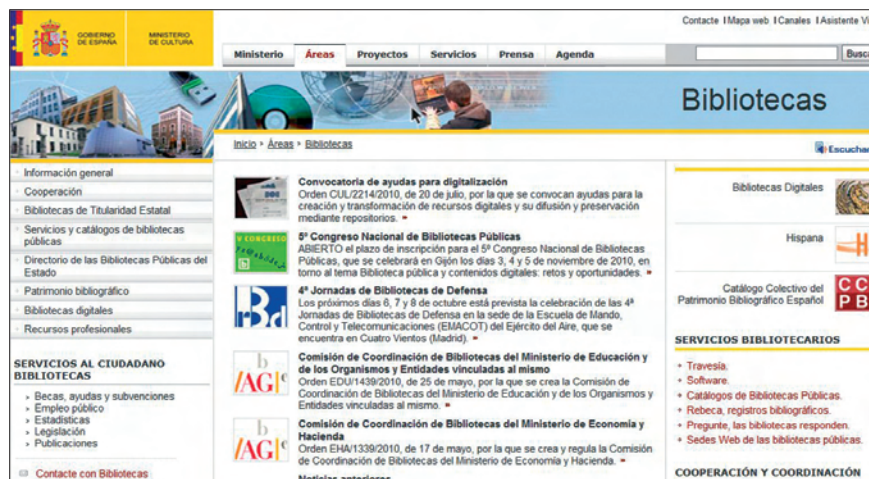 GOBIERNO
DE ESPAÑA
MINISTERIO
DE CULTURA
Contacte | Mapa web | Canales | Asistente Vi
Ministerio Áreas Proyectos Servicios Prensa Agenda
Busca
Bibliotecas
Inicio Áreas Bibliotecas
Escuchar
Información general
Cooperación
Bibliotecas de Titularidad Estatal
Servicios y catálogos de bibliotecas
públicas
Directorio de las Bibliotecas Públicas del
Estado
Patrimonio bibliográfico
Bibliotecas digitales
Recursos profesionales
SERVICIOS AL CIUDADANO
BIBLIOTECAS
Becas, ayudas y subvenciones
Empleo público
Estadísticas
Legislación
Publicaciones
Contacte con Bibliotecas
Convocatoria de ayudas para digitalización
Orden CUL/2214/2010, de 20 de julio, por la que se convocan ayudas para la
creación y transformación de recursos digitales y su difusión y preservación
mediante repositorios.
V CONGRESO
5º Congreso Nacional de Bibliotecas Públicas
ABIERTO el plazo de inscripción para el 5º Congreso Nacional de Bibliotecas
Públicas, que se celebrará en Gijón los días 3, 4 y 5 de noviembre de 2010, en
torno al tema Biblioteca pública y contenidos digitales: retos y oportunidades.
rBd
4ª Jornadas de Bibliotecas de Defensa
Los próximos días 6, 7 y 8 de octubre está prevista la celebración de las 4ª
Jornadas de Bibliotecas de Defensa en la sede de la Escuela de Mando,
Control y Telecomunicaciones (EMACOT) del Ejército del Aire, que se
encuentra en Cuatro Vientos (Madrid).
b
/AG/e
Comisión de Coordinación de Bibliotecas del Ministerio de Educación y
de los Organismos y Entidades vinculadas al mismo
Orden EDU/1439/2010, de 25 de mayo, por la que se crea la Comisión de
Coordinación de Bibliotecas del Ministerio de Educación y de los Organismos y
Entidades vinculadas al mismo.
b
/AG/e
Comisión de Coordinación de Bibliotecas del Ministerio de Economía y
Hacienda
Orden EHA/1339/2010, de 17 de mayo, por la que se crea y regula la Comisión
de Coordinación de Bibliotecas del Ministerio de Economía y Hacienda.
Noticias anteriores
Bibliotecas Digitales
Hispana
Catálogo Colectivo del
Patrimonio Bibliográfico Español
CC
PB
SERVICIOS BIBLIOTECARIOS
Travesía.
Software.
Catálogos de Bibliotecas Públicas.
Rebeca, registros bibliográficos.
Pregunte, las bibliotecas responden.
Sedes Web de las bibliotecas públicas.
COOPERACIÓN Y COORDINACIÓN